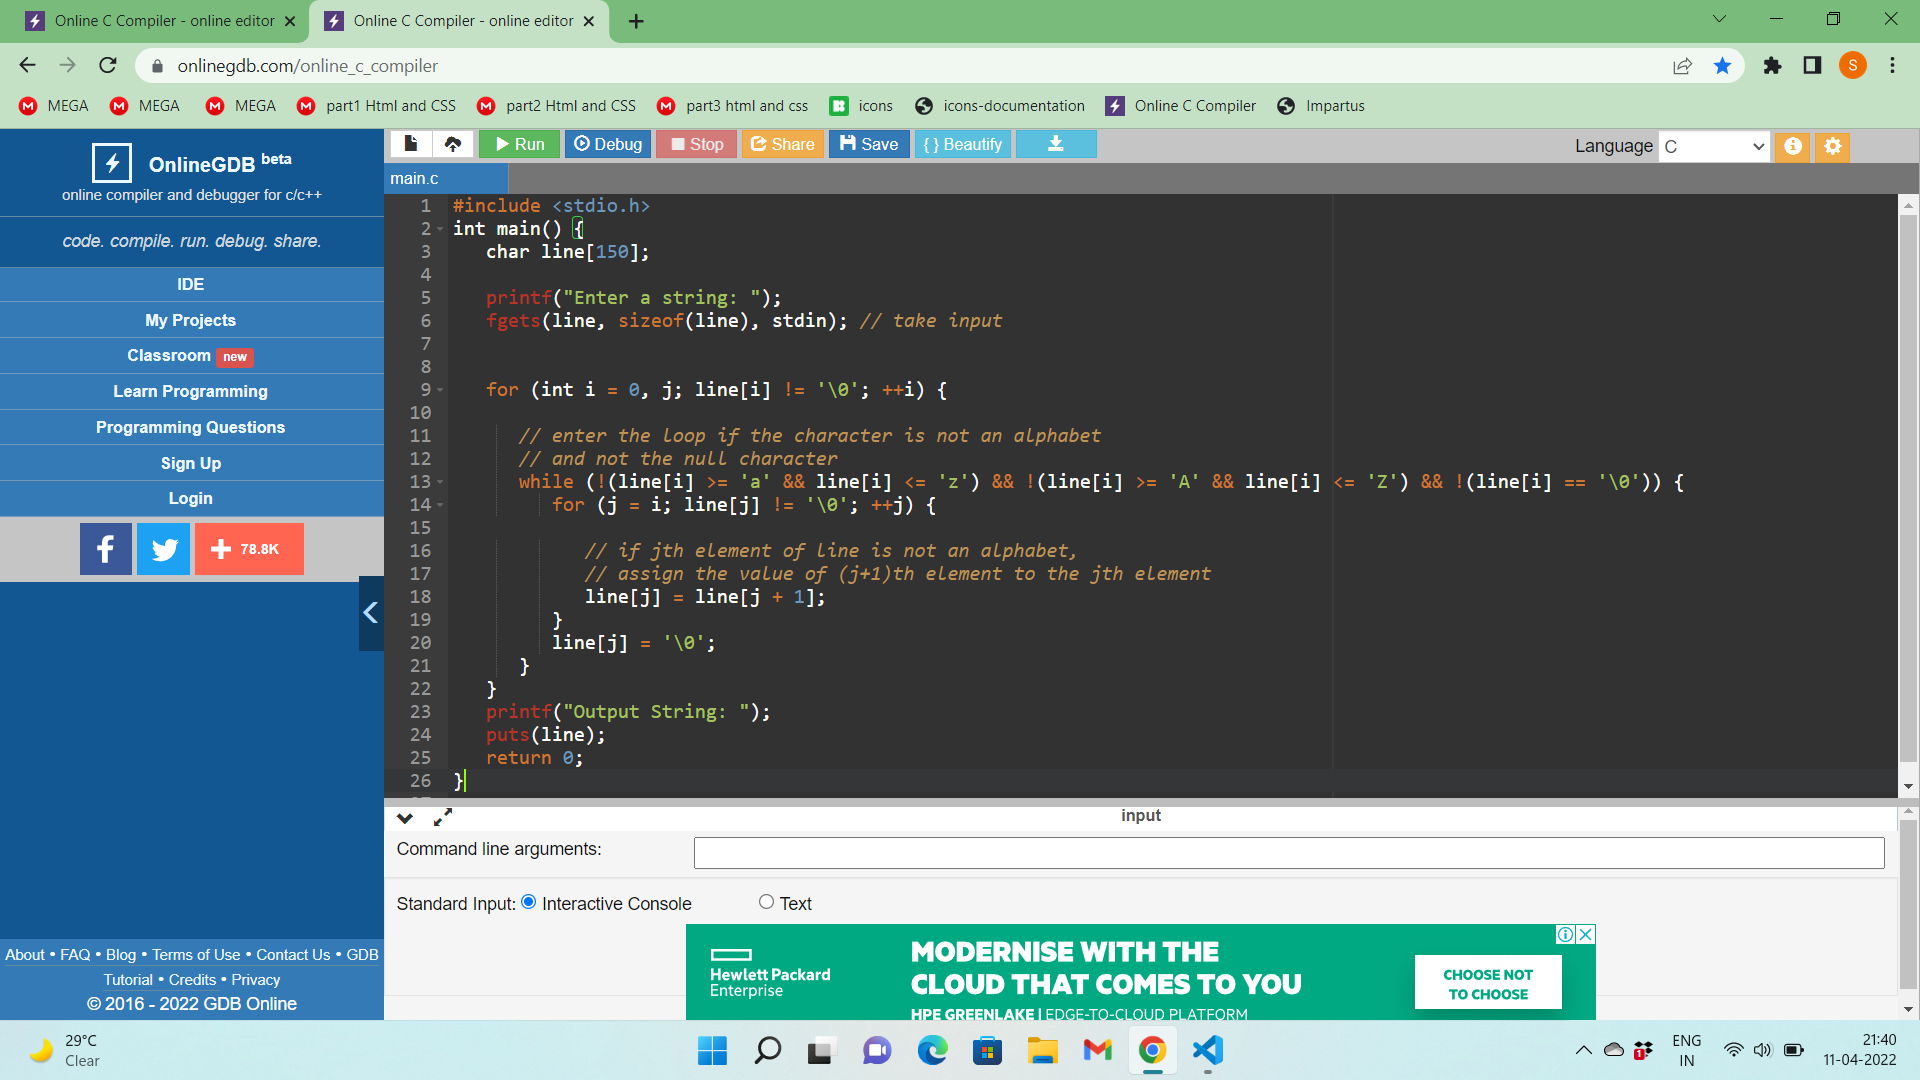 Online C Compiler - online editor
Online C Compiler - online editor
onlinegdb.com/online_c_compiler
S
MEGA
MEGA
MEGA
part1 Html and CSS
part2 Html and CSS
part3 html and css
icons
icons-documentation
Online C Compiler
Impartus
OnlineGDB beta
online compiler and debugger for c/c++
code. compile. run. debug. share.
IDE
My Projects
Classroom new
Learn Programming
Programming Questions
Sign Up
Login
78.8K
About • FAQ • Blog • Terms of Use • Contact Us • GDB
Tutorial • Credits • Privacy
© 2016 - 2022 GDB Online
Run
Debug
Stop
Share
Save
{ } Beautify
Language C
main.c
1 #include <stdio.h>
2 int main() {
3 char line[150];
4
5 printf("Enter a string: ");
6 fgets(line, sizeof(line), stdin); // take input
7
8
9 for (int i = 0, j; line[i] != '\0'; ++i) {
10
11 // enter the loop if the character is not an alphabet
12 // and not the null character
13 while (!(line[i] >= 'a' && line[i] <= 'z') && !(line[i] >= 'A' && line[i] <= 'Z') && !(line[i] == '\0')) {
14 for (j = i; line[j] != '\0'; ++j) {
15
16 // if jth element of line is not an alphabet,
17 // assign the value of (j+1)th element to the jth element
18 line[j] = line[j + 1];
19 }
20 line[j] = '\0';
21 }
22 }
23 printf("Output String: ");
24 puts(line);
25 return 0;
26 }
input
Command line arguments:
Standard Input: Interactive Console Text
Hewlett Packard
Enterprise
MODERNISE WITH THE
CLOUD THAT COMES TO YOU
HPE GREENLAKE | EDGE-TO-CLOUD PLATFORM
CHOOSE NOT
TO CHOOSE
29°C
Clear
1
ENG
IN
21:40
11-04-2022